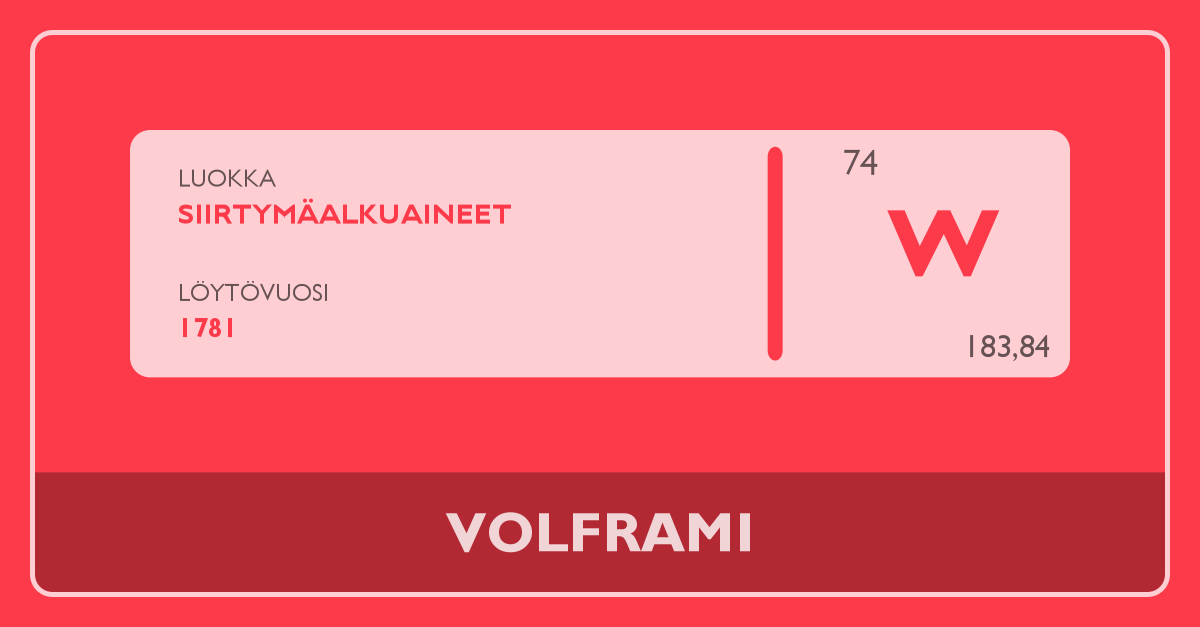 LUOKKA
SIIRTYMÄALKUAINEET
LÖYTÖVUOSI
1781
74
W
183,84
VOLFRAMI